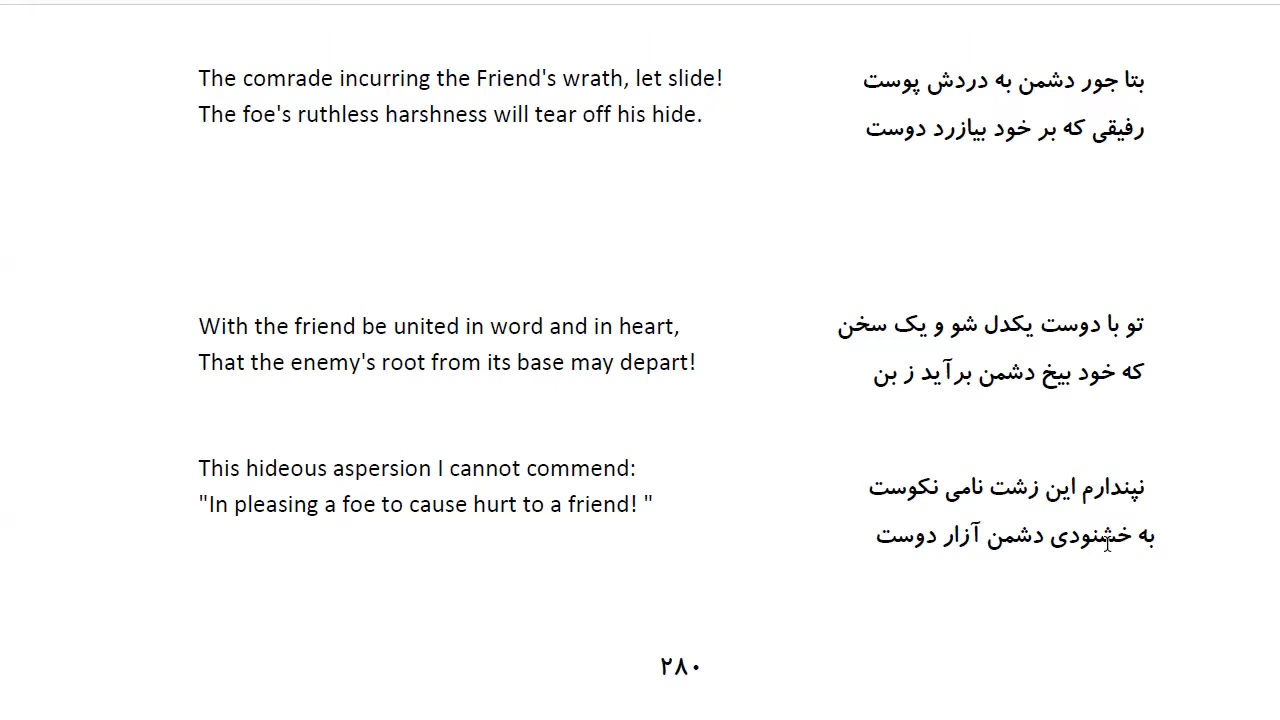 The comrade incurring the Friend's wrath, let slide!
The foe's ruthless harshness will tear off his hide.
بتا جور دشمن به دردش پوست
رفیقی که بر خود بیازرد دوست
With the friend be united in word and in heart,
That the enemy's root from its base may depart!
تو با دوست یکدل شو و یک سخن
که خود بیخ دشمن برآید ز بن
This hideous aspersion I cannot commend:
"In pleasing a foe to cause hurt to a friend! "
نپندارم این زشت نامی نکوست
به خشنودی دشمن آزار دوست
۲۸۰